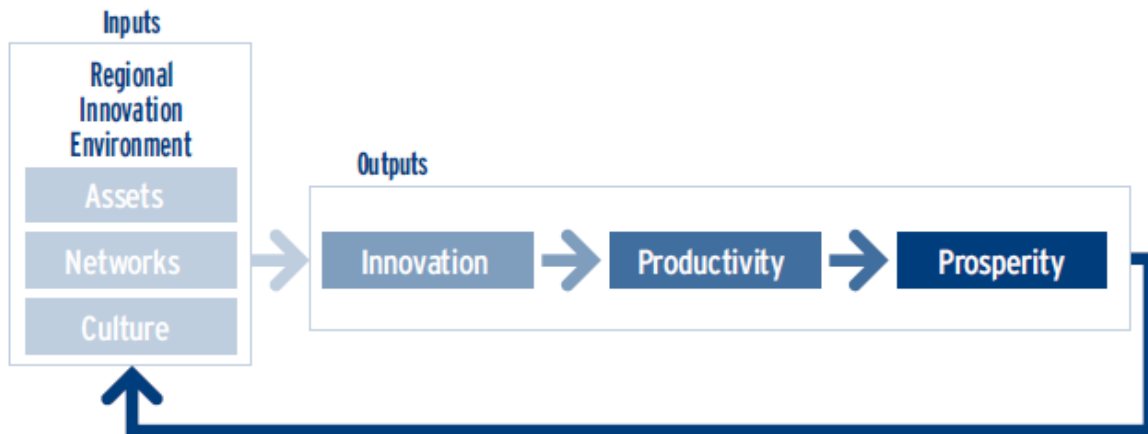 Inputs
Regional
Innovation
Environment
Assets
Networks
Culture
Outputs
Innovation
Productivity
Prosperity